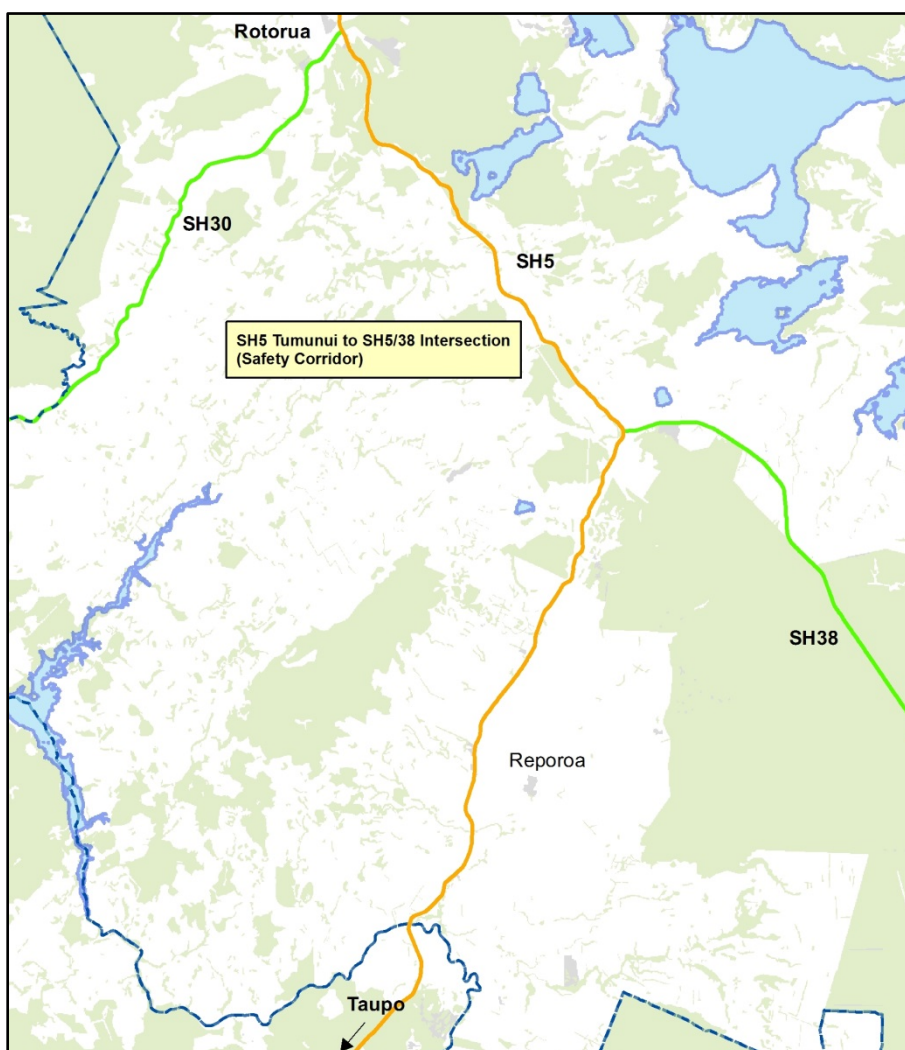 Rotorua
SH30
SH5
SH5 Tumunui to SH5/38 Intersection
(Safety Corridor)
SH38
Reporoa
Taupo